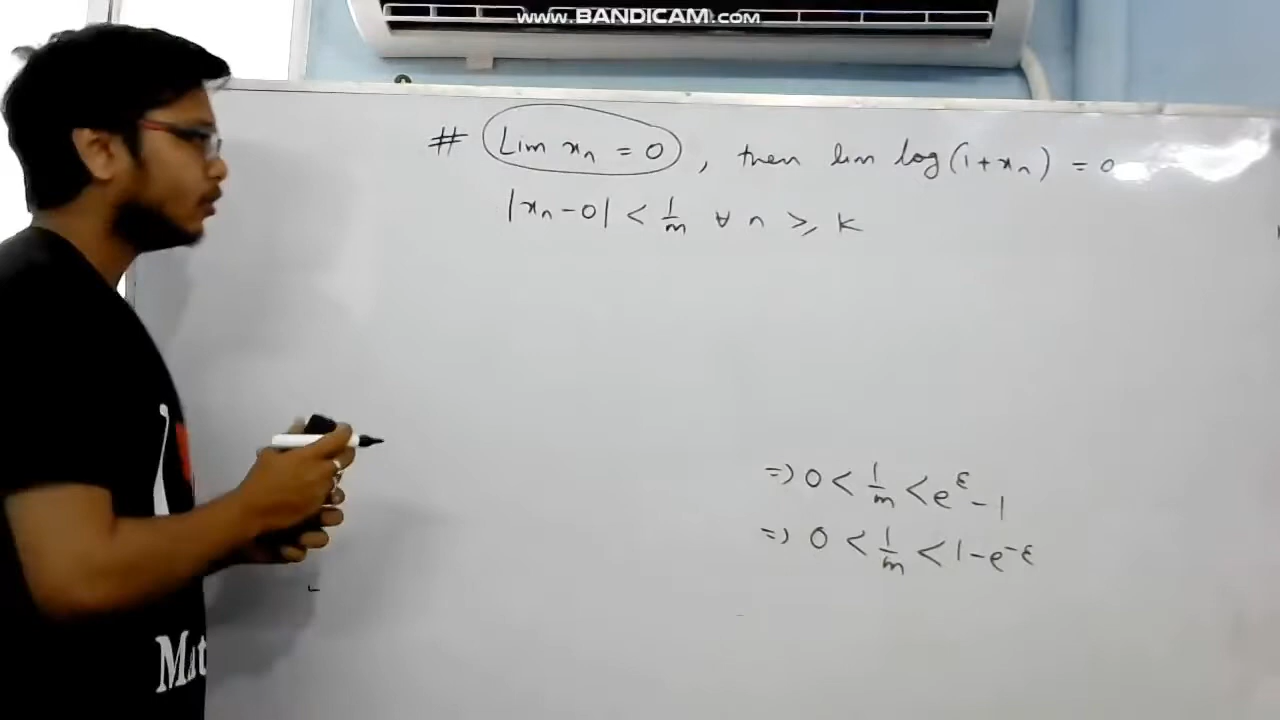 www.BANDICAM.com
# Lim xₙ = 0 , then lim log(1+xₙ) = 0
|xₙ-0| < 1/m ∀ n ⩾ K
=> 0 < 1/m < e^ε - 1
=> 0 < 1/m < 1-e^-ε
Mat